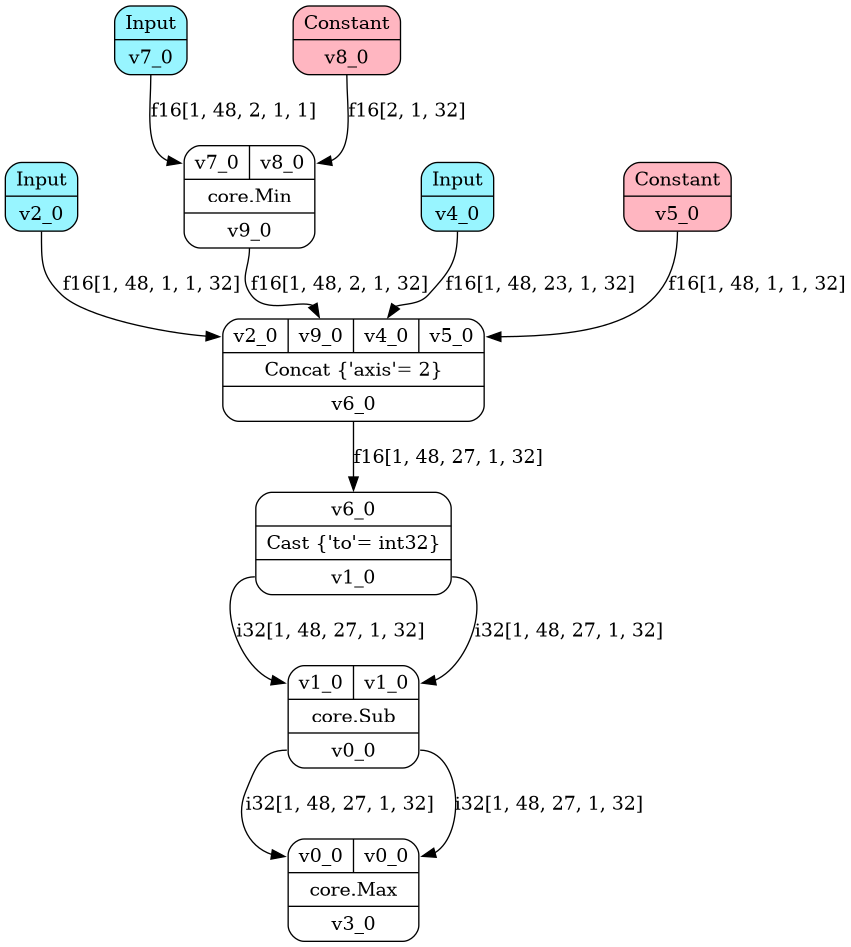 Input
v7_0
Constant
v8_0
f16[1, 48, 2, 1, 1]
f16[2, 1, 32]
Input
v2_0
v7_0 v8_0
core.Min
v9_0
Input
v4_0
Constant
v5_0
f16[1, 48, 1, 1, 32]
f16[1, 48, 2, 1, 32]
f16[1, 48, 23, 1, 32]
f16[1, 48, 1, 1, 32]
v2_0 v9_0 v4_0 v5_0
Concat {'axis'= 2}
v6_0
f16[1, 48, 27, 1, 32]
v6_0
Cast {'to'= int32}
v1_0
i32[1, 48, 27, 1, 32]
i32[1, 48, 27, 1, 32]
v1_0 v1_0
core.Sub
v0_0
i32[1, 48, 27, 1, 32]
i32[1, 48, 27, 1, 32]
v0_0 v0_0
core.Max
v3_0